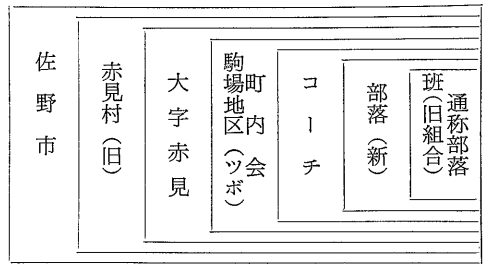 通称部落
班(旧組合)
部落(新)
コーチ
町内会
駒場地区(ツボ)
大字赤見
赤見村(旧)
佐野市